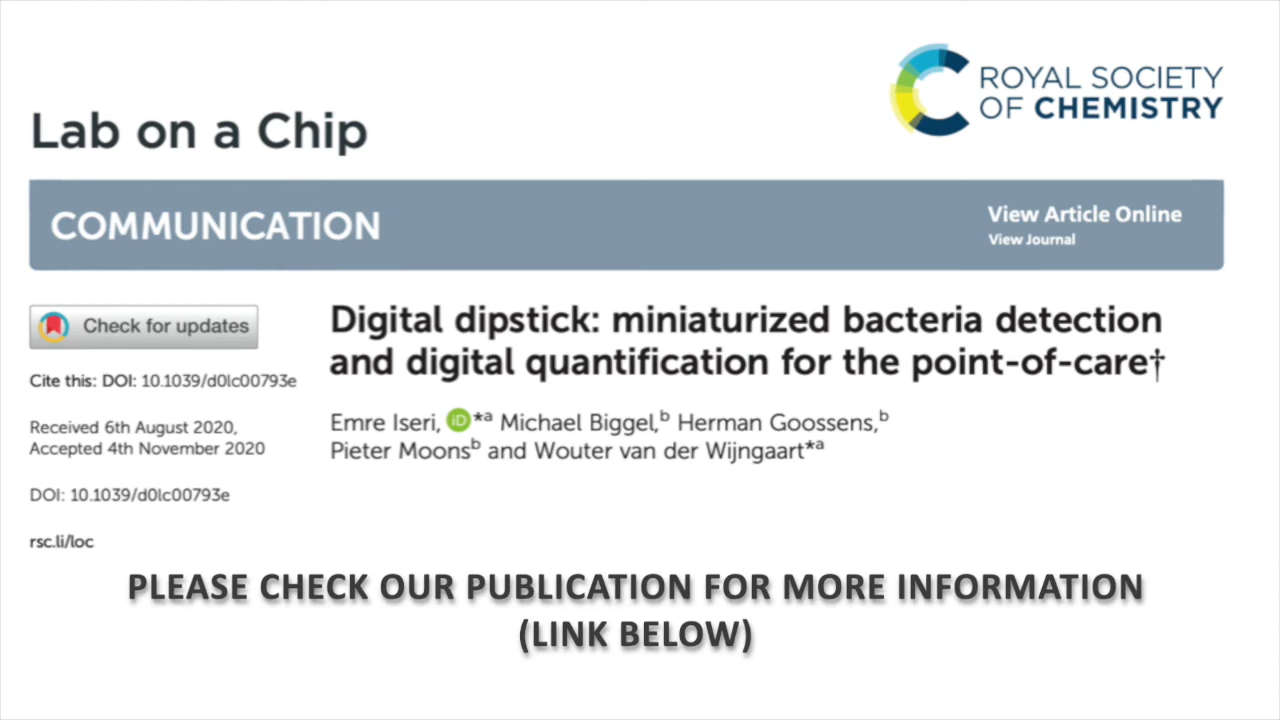 ROYAL SOCIETY
OF CHEMISTRY
Lab on a Chip
COMMUNICATION
View Article Online
View Journal
Check for updates
Cite this: DOI: 10.1039/d0lc00793e
Received 6th August 2020,
Accepted 4th November 2020
DOI: 10.1039/d0lc00793e
rsc.li/loc
Digital dipstick: miniaturized bacteria detection
and digital quantification for the point-of-care†
Emre Iseri, iD *a Michael Biggel,b Herman Goossens,b
Pieter Moonsb and Wouter van der Wijngaart*a
PLEASE CHECK OUR PUBLICATION FOR MORE INFORMATION
(LINK BELOW)